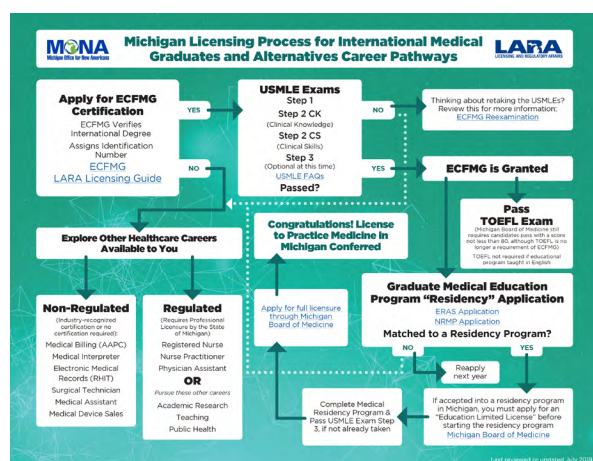 MONA
Michigan Office for New Americans
Michigan Licensing Process for International Medical
Graduates and Alternatives Career Pathways
LARA
LICENSING AND REGULATORY AFFAIRS
Apply for ECFMG
Certification
ECFMG Verifies
International Degree
Assigns Identification
Number
ECFMG
LARA Licensing Guide
YES
NO
USMLE Exams
Step 1
Step 2 CK
(Clinical Knowledge)
Step 2 CS
(Clinical Skills)
Step 3
(Optional at this time)
USMLE FAQs
Passed?
NO
YES
Thinking about retaking the USMLEs?
Review this for more information:
ECFMG Reexamination
ECFMG is Granted
Pass
TOEFL Exam
(Michigan Board of Medicine still
requires candidates pass with a score
not less than 80, although TOEFL is no
longer a requirement of ECFMG)
TOEFL not required if educational
program taught in English
Explore Other Healthcare Careers
Available to You
Congratulations! License
to Practice Medicine in
Michigan Conferred
Non-Regulated
(Industry-recognized
certification or no
certification required):
Medical Billing (AAPC)
Medical Interpreter
Electronic Medical
Records (RHIT)
Surgical Technician
Medical Assistant
Medical Device Sales
Regulated
(Requires Professional
Licensure by the State
of Michigan)
Registered Nurse
Nurse Practitioner
Physician Assistant
OR
Pursue these other careers
Academic Research
Teaching
Public Health
Apply for full licensure
through Michigan
Board of Medicine
Graduate Medical Education
Program “Residency” Application
ERAS Application
NRMP Application
Matched to a Residency Program?
NO
YES
Reapply
next year
Complete Medical
Residency Program &
Pass USMLE Exam Step
3, if not already taken
If accepted into a residency program
in Michigan, you must apply for an
“Education Limited License” before
starting the residency program
Michigan Board of Medicine
Last reviewed or updated July 2019